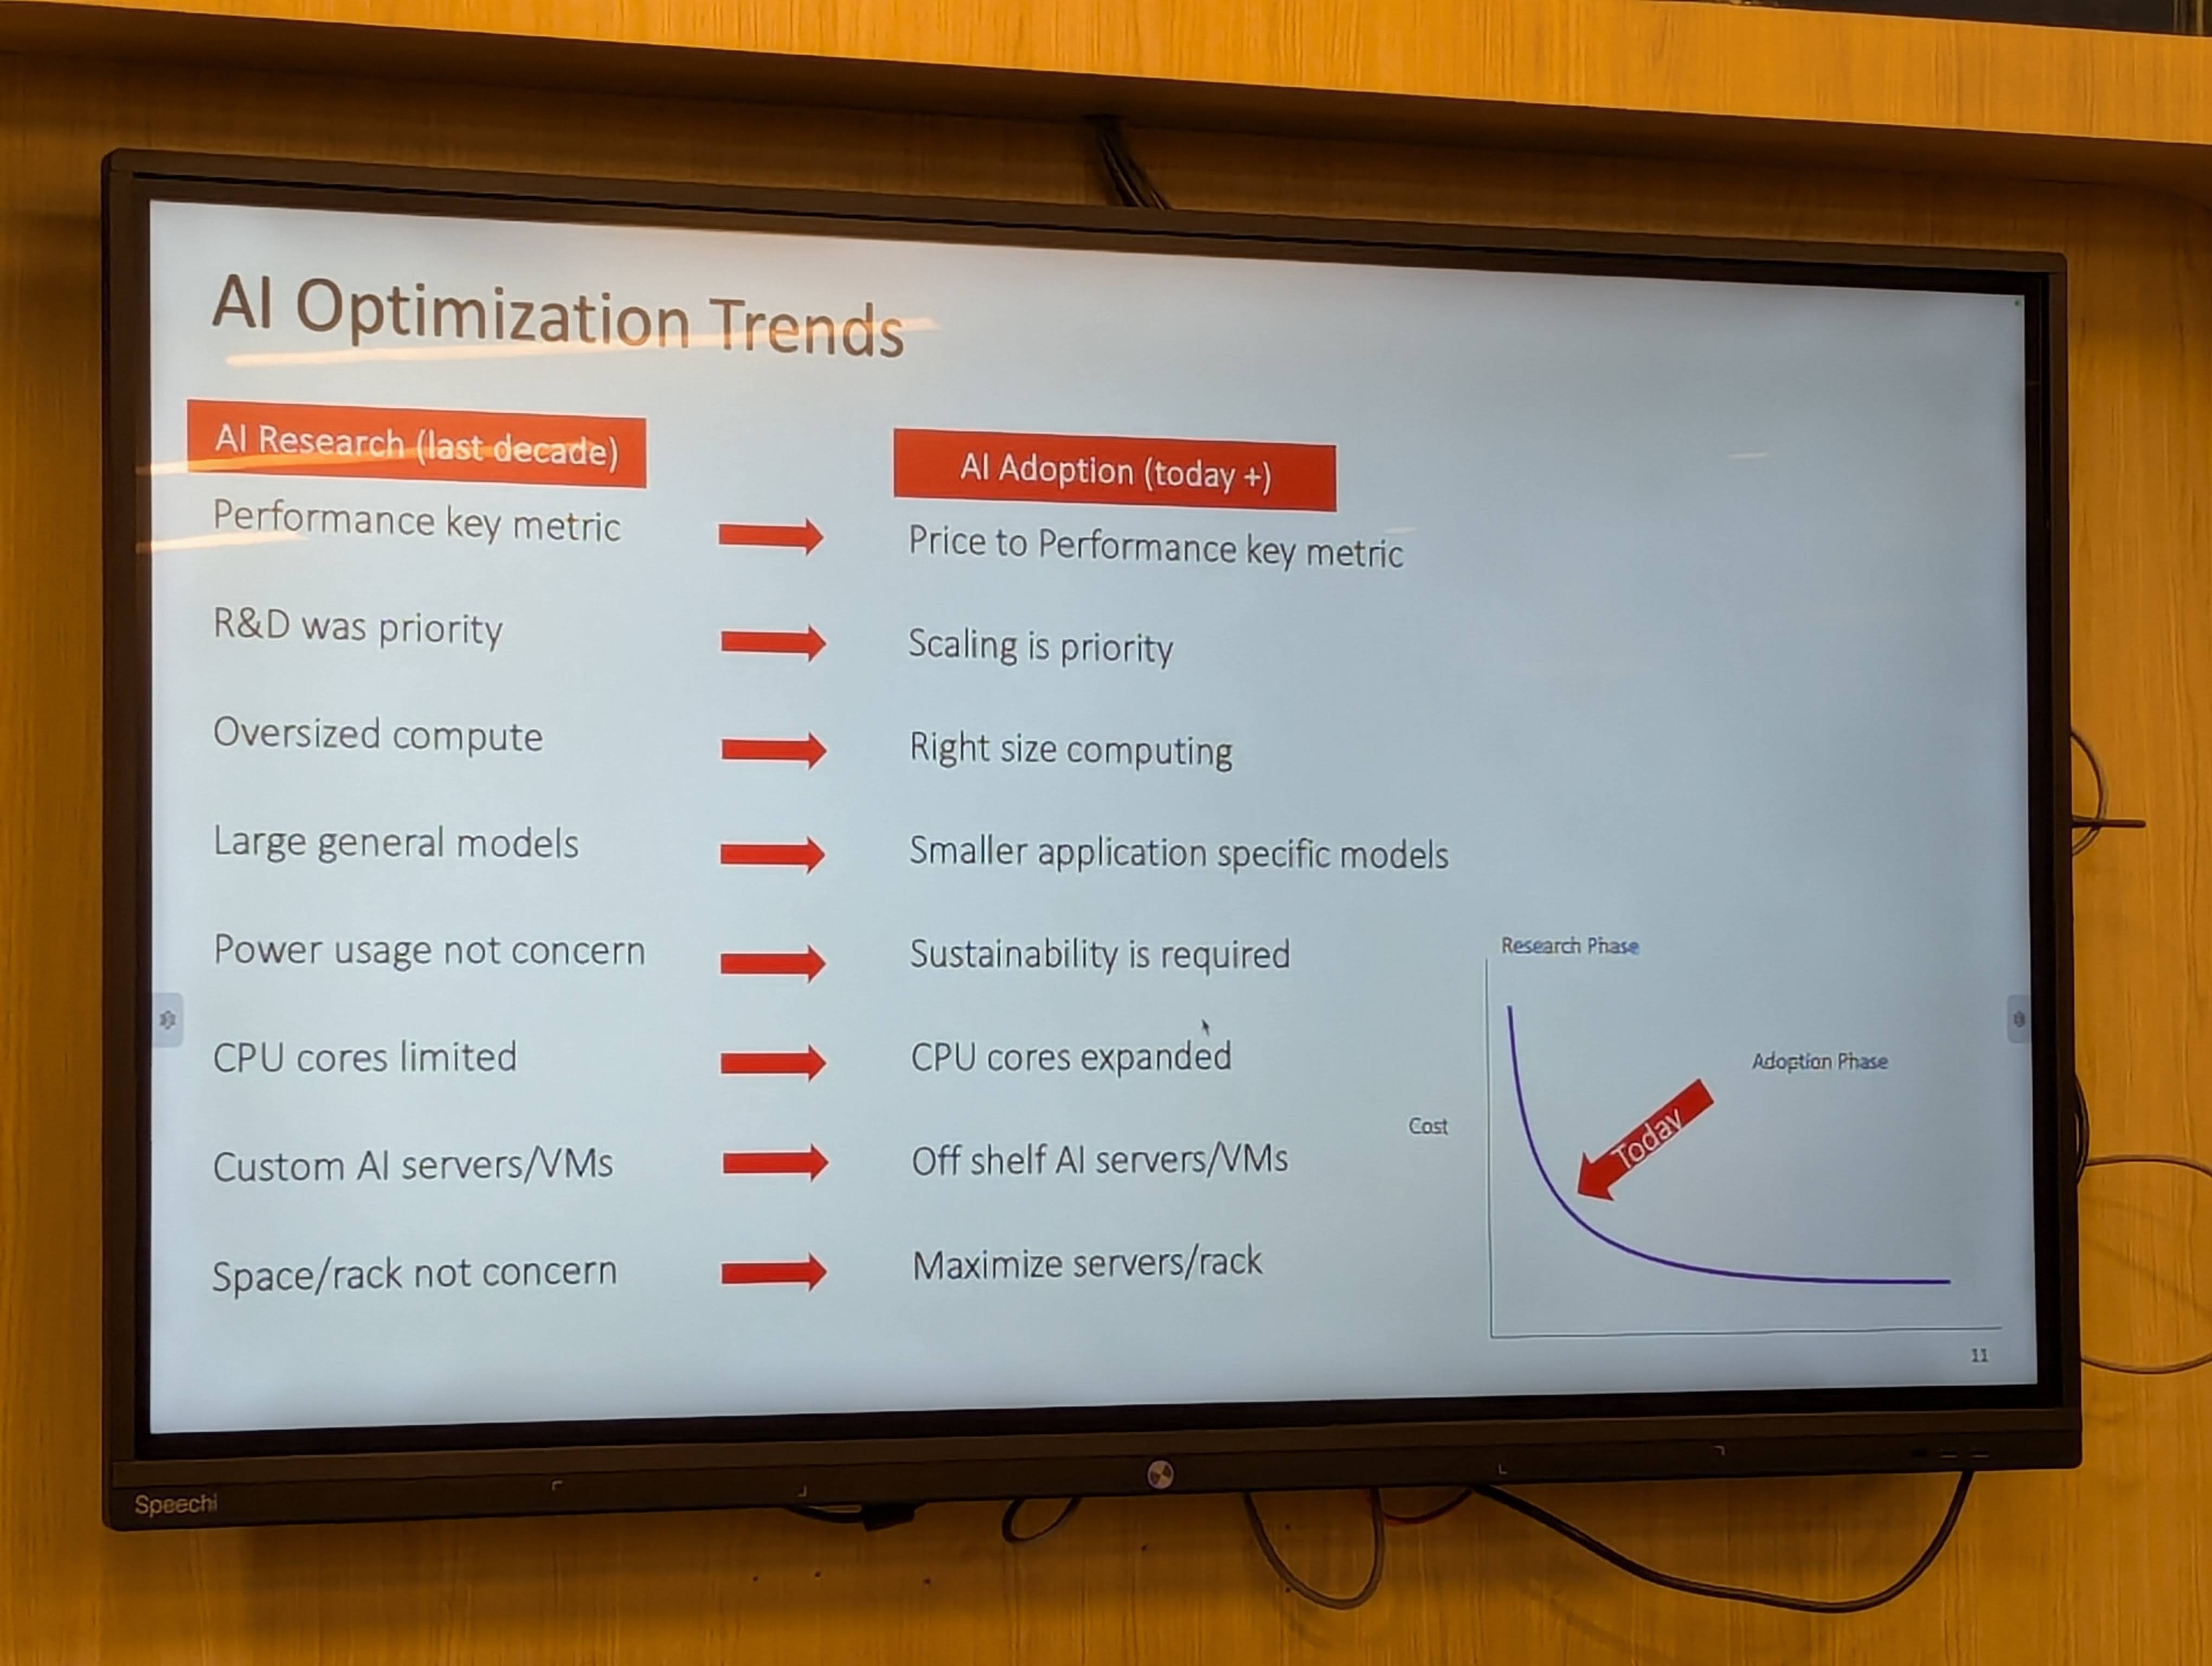 AI Optimization Trends
AI Research (last decade)
AI Adoption (today +)
Performance key metric
Price to Performance key metric
R&D was priority
Scaling is priority
Oversized compute
Right size computing
Large general models
Smaller application specific models
Power usage not concern
Sustainability is required
CPU cores limited
CPU cores expanded
Custom AI servers/VMs
Off shelf AI servers/VMs
Space/rack not concern
Maximize servers/rack
Research Phase
Adoption Phase
Cost
Today
11
Speechi